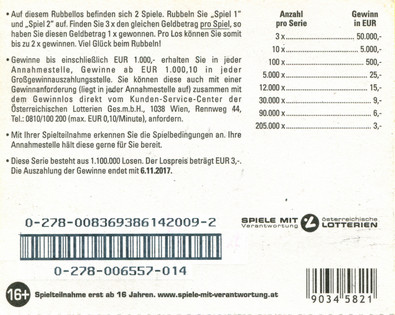 • Auf diesem Rubbellos befinden sich 2 Spiele. Rubbeln Sie „Spiel 1"
und „Spiel 2" auf. Finden Sie 3 x den gleichen Geldbetrag pro Spiel, so
haben Sie diesen Geldbetrag 1 x gewonnen. Pro Los können Sie somit
bis zu 2 x gewinnen. Viel Glück beim Rubbeln!
• Gewinne bis einschließlich EUR 1.000,- erhalten Sie in jeder
Annahmestelle, Gewinne ab EUR 1.000,10 in jeder
Großgewinnauszahlungsstelle. Sie können diese auch mit einer
Gewinnanforderung (liegt in jeder Annahmestelle auf) zusammen mit
dem Gewinnlos direkt vom Kunden-Service-Center der
Österreichischen Lotterien Ges.m.b.H., 1038 Wien, Rennweg 44,
Tel.: 0810/100 200 (max. EUR 0,10/Minute), anfordern.
• Mit Ihrer Spielteilnahme erkennen Sie die Spielbedingungen an. Ihre
Annahmestelle hält diese gerne für Sie bereit.
• Diese Serie besteht aus 1.100.000 Losen. Der Lospreis beträgt EUR 3,-.
Die Auszahlung der Gewinne endet mit 6.11.2017.
Anzahl Gewinn
pro Serie in EUR
3 x 50.000,-
10 x 5.000,-
100 x 500,-
5.000 x 25,-
12.000 x 15,-
30.000 x 9,-
90.000 x 6,-
205.000 x 3,-
0-278-008369386142009-2
0-278-006557-014
SPIELE MIT
Verantwortung
österreichische
LOTTERIEN
16+ Spielteilnahme erst ab 16 Jahren. www.spiele-mit-verantwortung.at
9034 5821